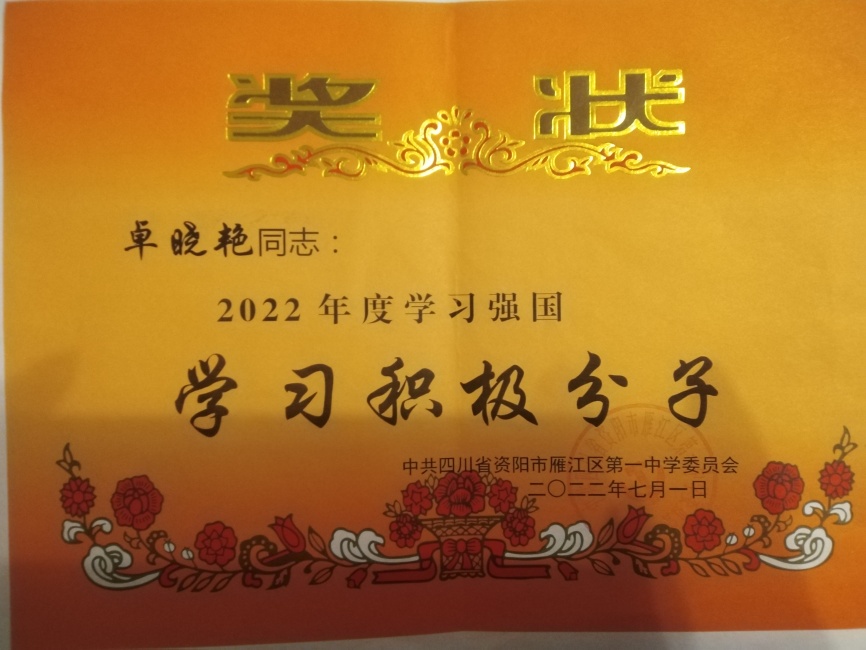 奖状
卓晓艳同志：
2022年度学习强国
学习积极分子
中共四川省资阳市雁江区第一中学委员会
二〇二二年七月一日